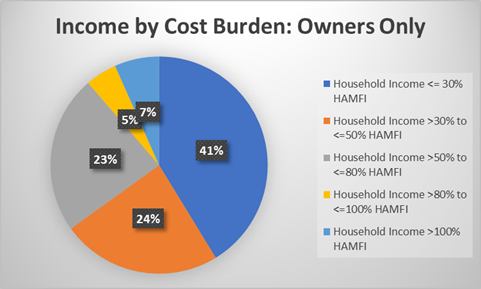 Income by Cost Burden: Owners Only
7%
5%
41%
23%
24%
Household Income <= 30%
HAMFI
Household Income >30% to
<=50% HAMFI
Household Income >50% to
<=80% HAMFI
Household Income >80% to
<=100% HAMFI
Household Income >100%
HAMFI